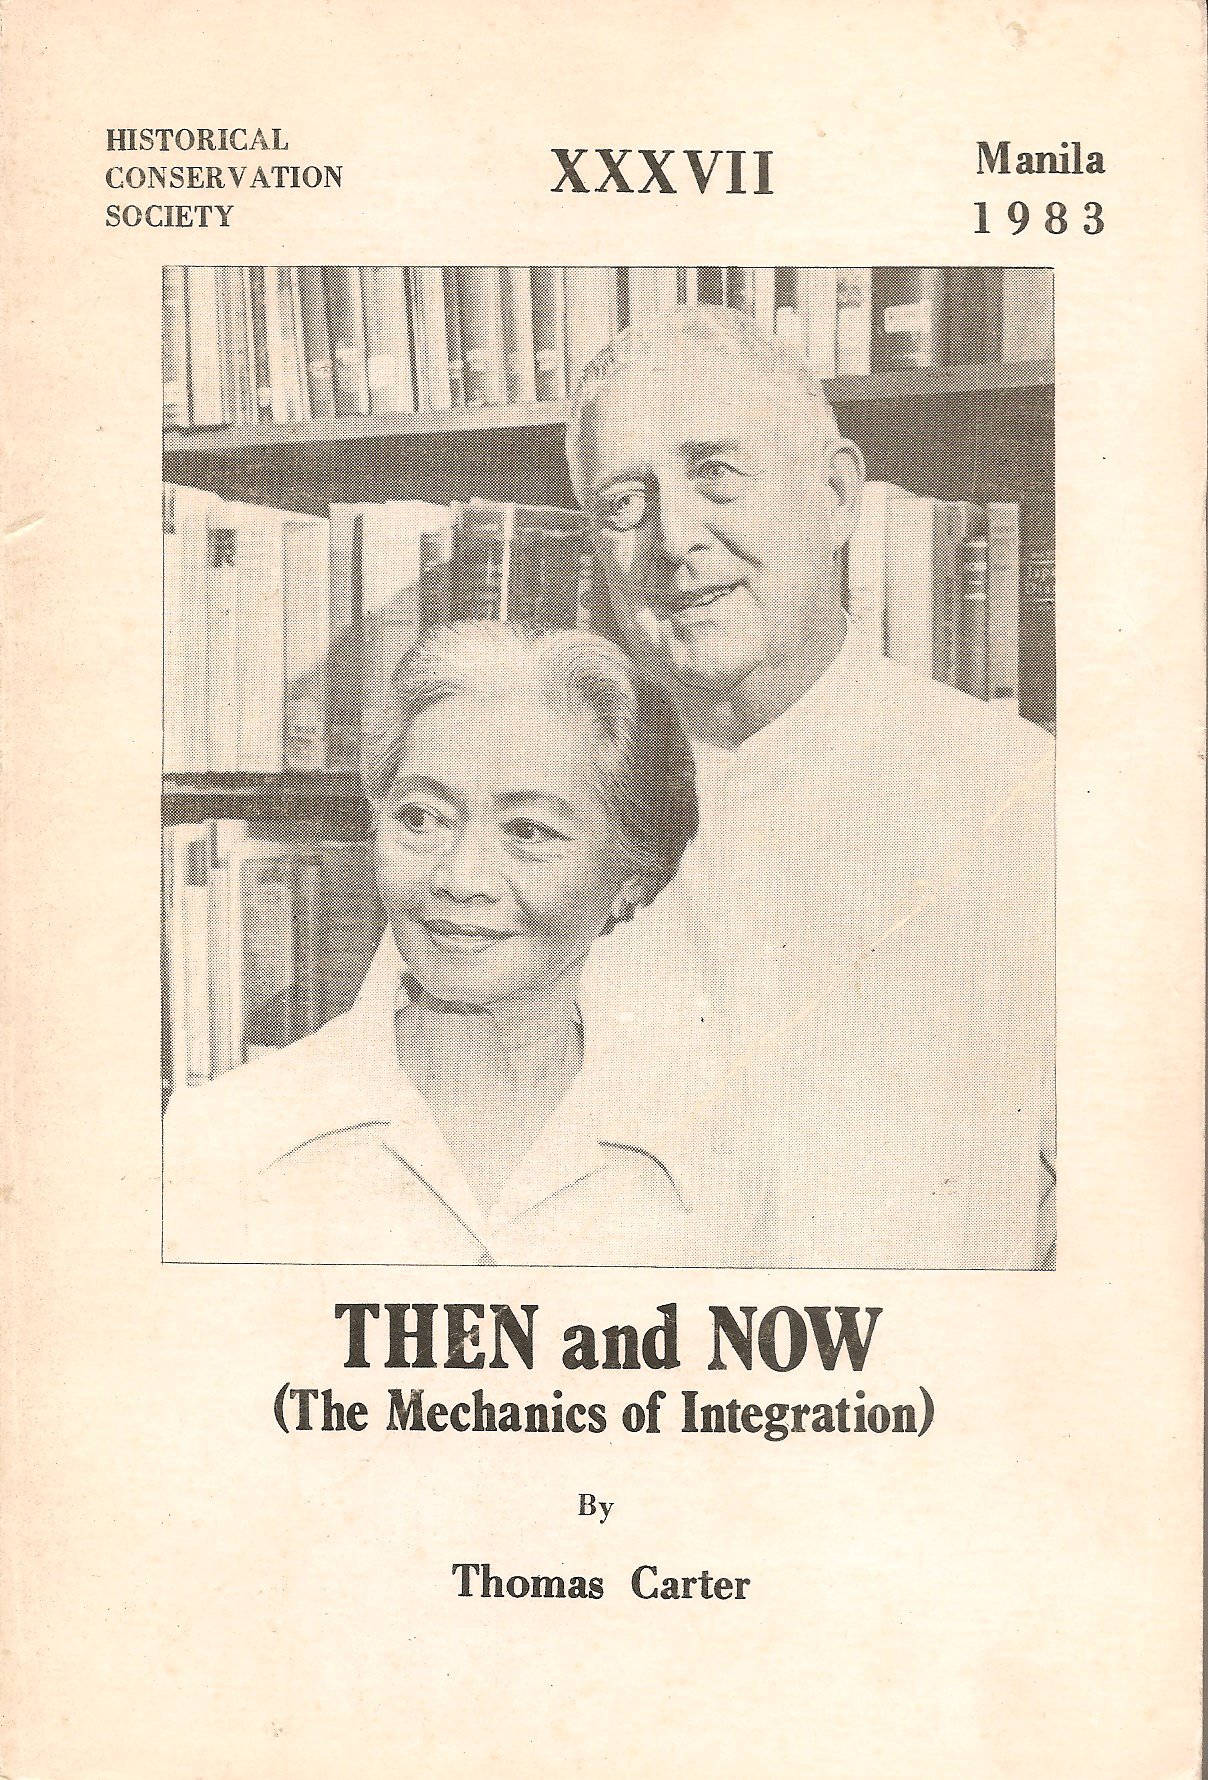 HISTORICAL
CONSERVATION
SOCIETY
XXXVII
Manila
1983
THEN and NOW
(The Mechanics of Integration)
By
Thomas Carter